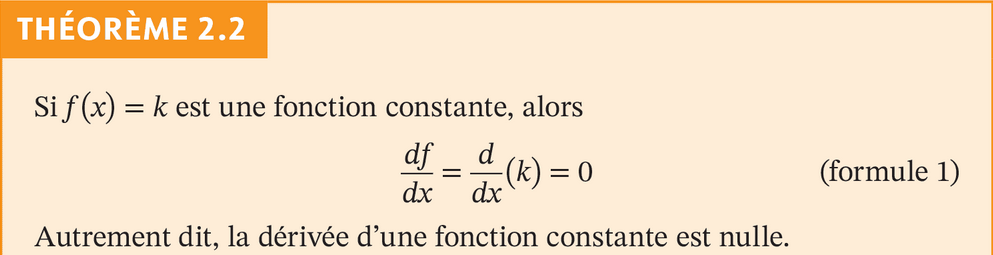 THÉORÈME 2.2
Si f(x) = k est une fonction constante, alors
df/dx = d/dx (k) = 0 (formule 1)
Autrement dit, la dérivée d’une fonction constante est nulle.